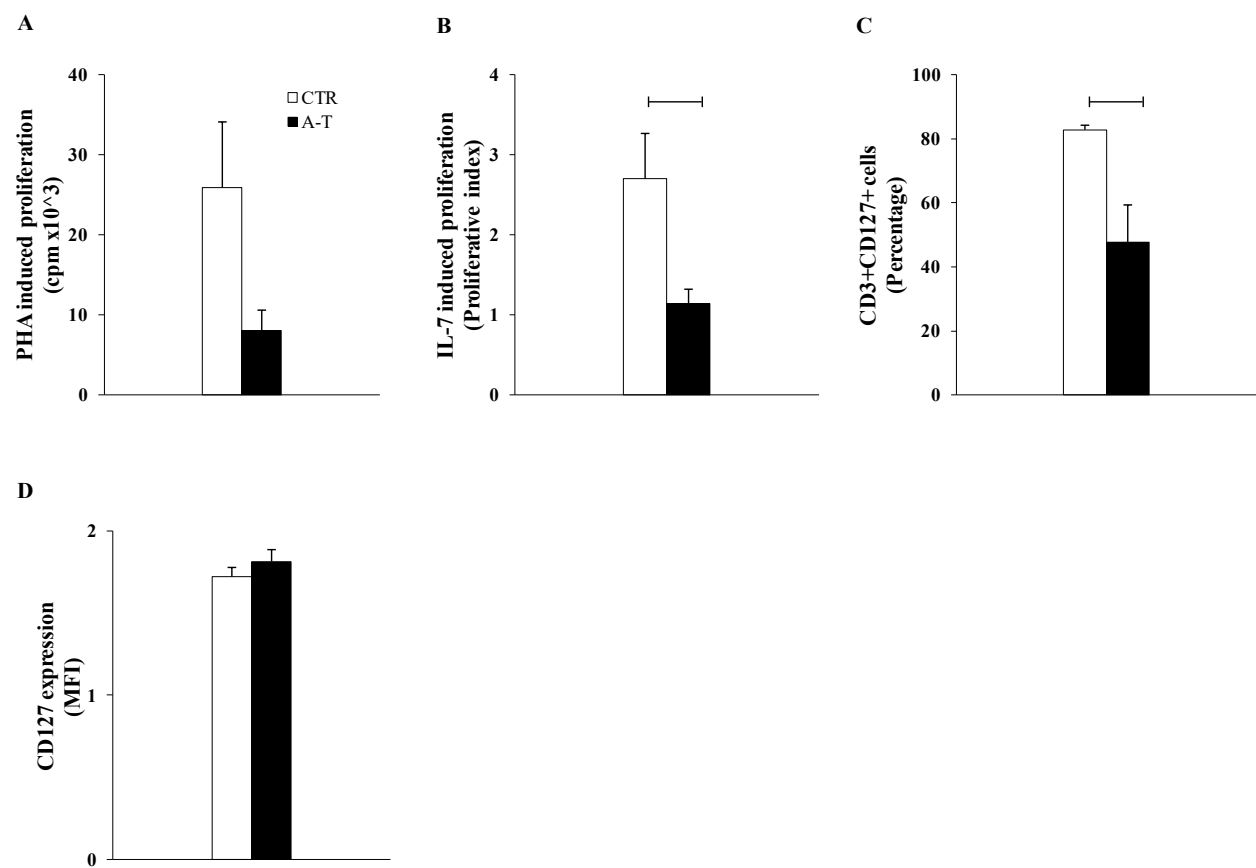 A
PHA induced proliferation
(cpm x10^3)
40
30
20
10
0
CTR
A-T
B
IL-7 induced proliferation
(Proliferative index)
4
3
2
1
0
C
CD3+CD127+ cells
(Percentage)
100
80
60
40
20
0
D
CD127 expression
(MFI)
2
1
0